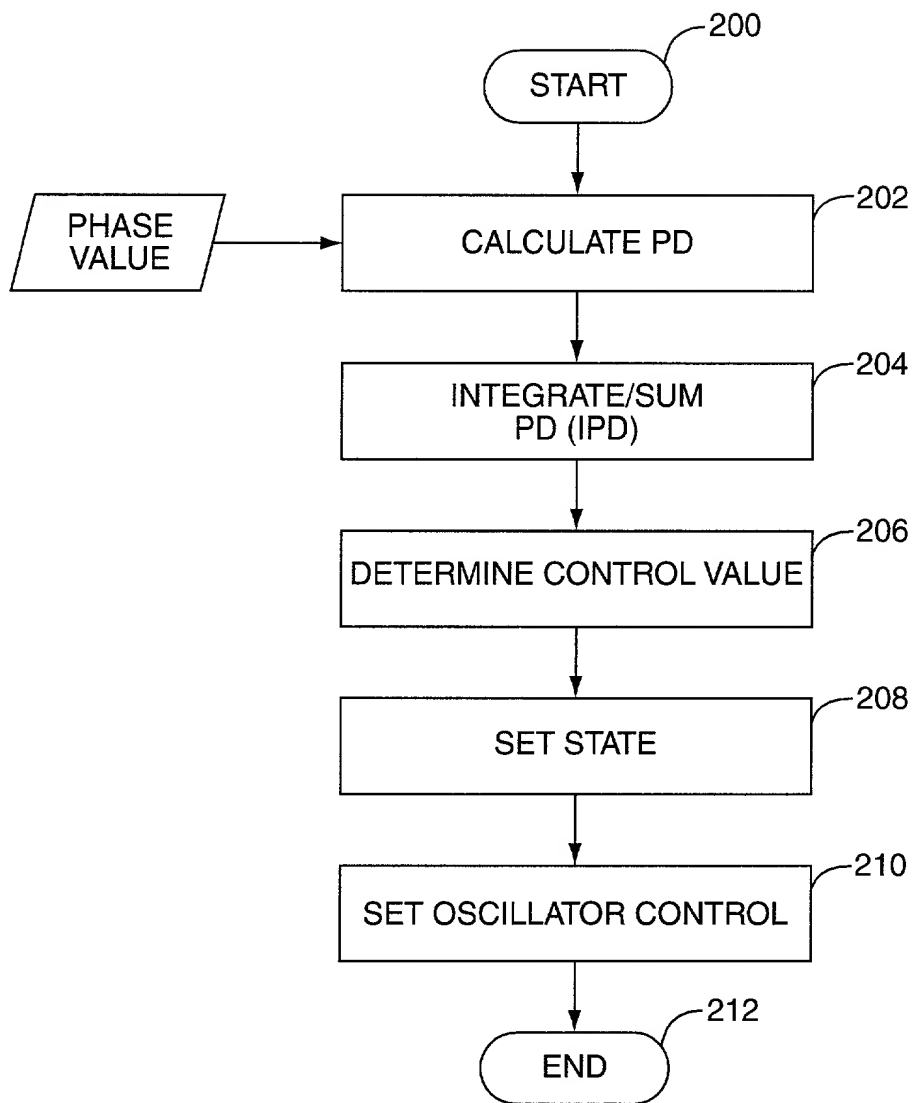 200
START
202
PHASE
VALUE
CALCULATE PD
204
INTEGRATE/SUM
PD (IPD)
206
DETERMINE CONTROL VALUE
208
SET STATE
210
SET OSCILLATOR CONTROL
212
END